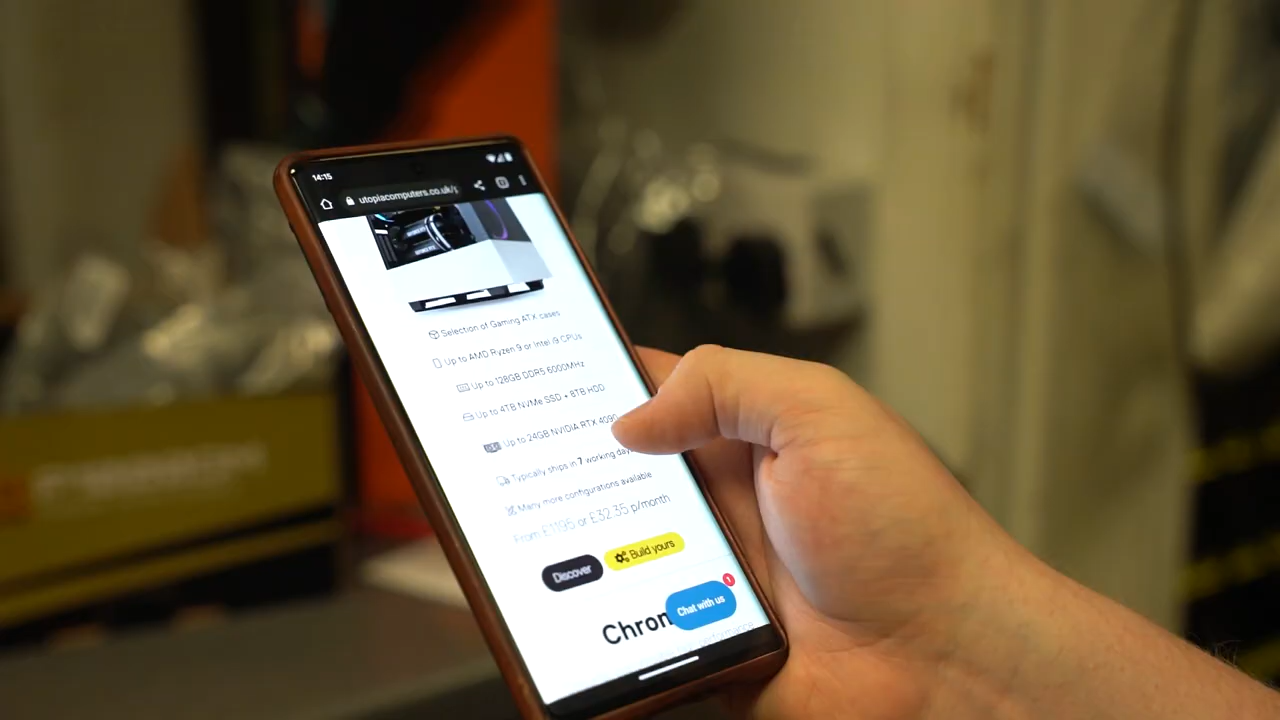 14:15
utopiacomputers.co.uk/p
Selection of Gaming ATX cases
Up to AMD Ryzen 9 or Intel i9 CPUs
Up to 128GB DDR5 6000MHz
Up to 4TB NVMe SSD + 8TB HDD
Up to 24GB NVIDIA RTX 4090
Typically ships in 7 working day
Many more configurations available
From £1195 or £32.35 p/month
Discover
Build yours
1
Chat with us
Chron